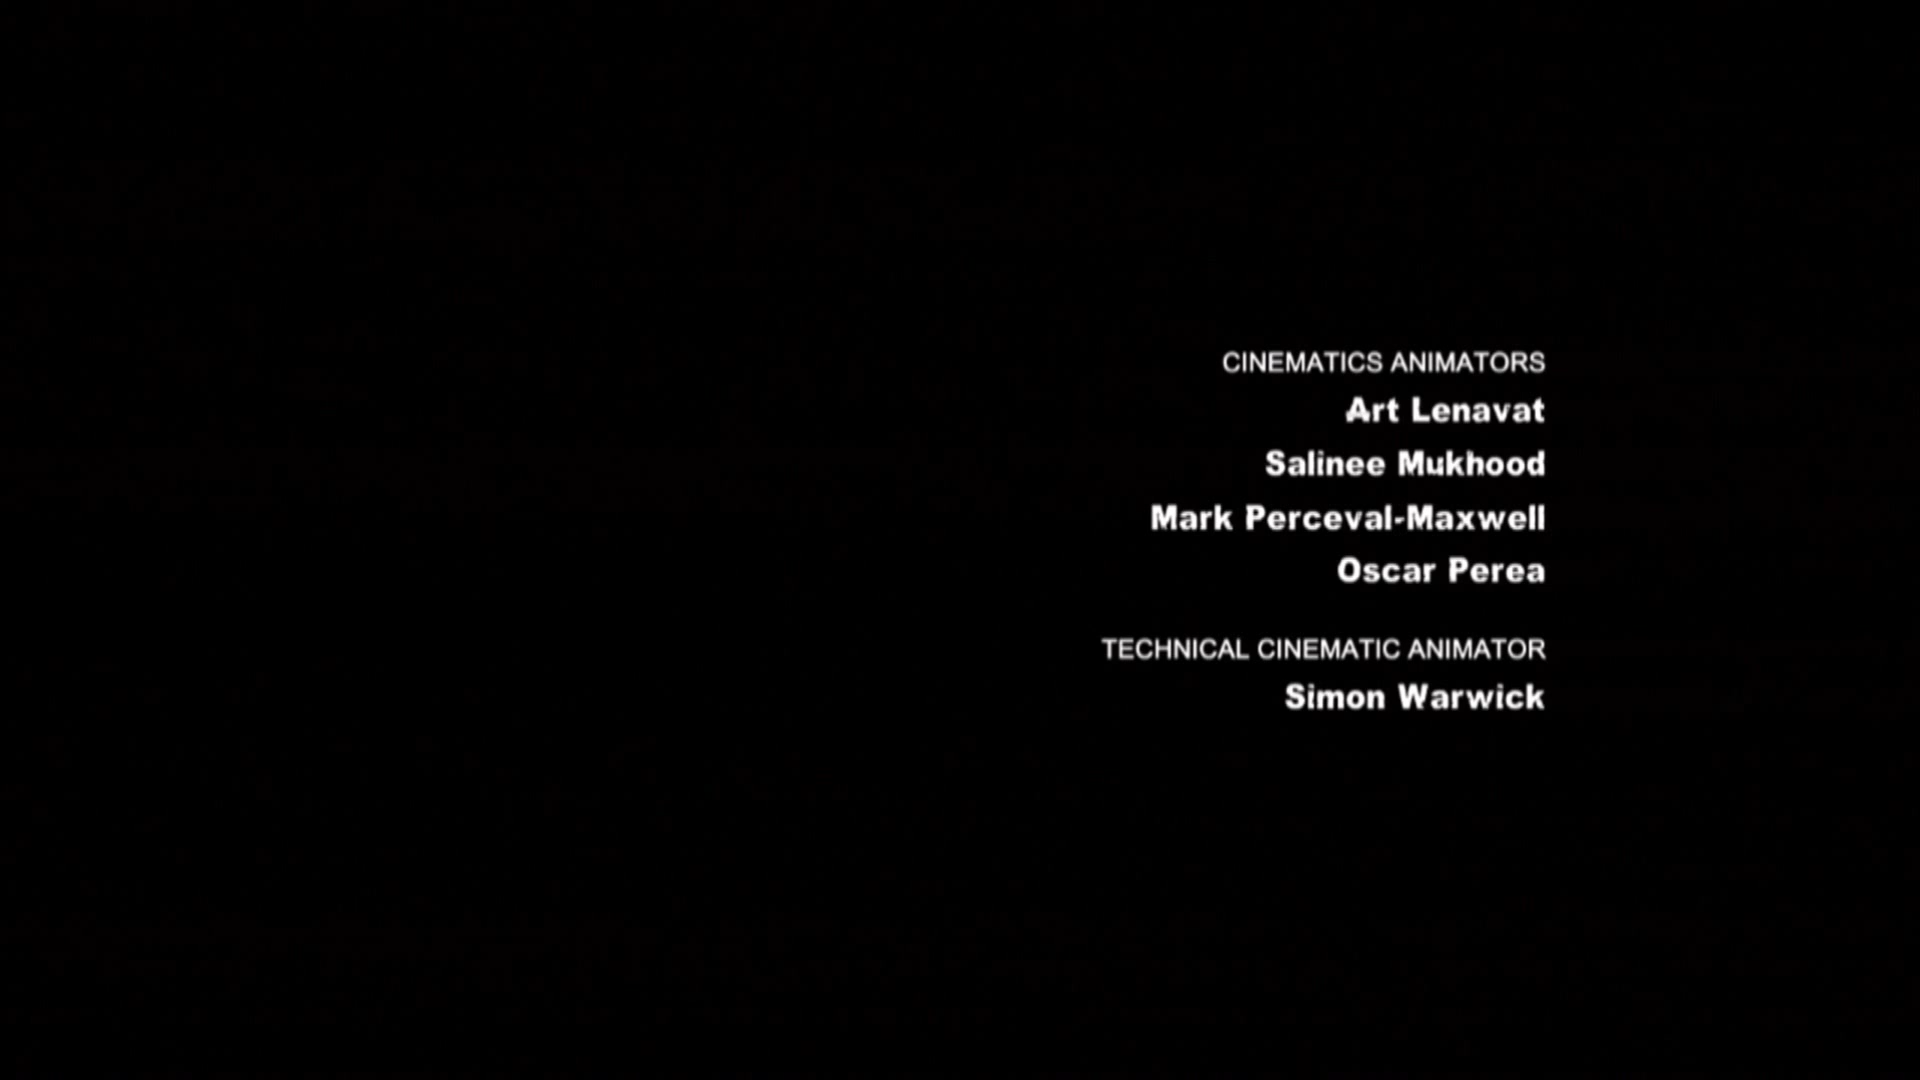 CINEMATICS ANIMATORS
Art Lenavat
Salinee Mukhood
Mark Perceval-Maxwell
Oscar Perea
TECHNICAL CINEMATIC ANIMATOR
Simon Warwick